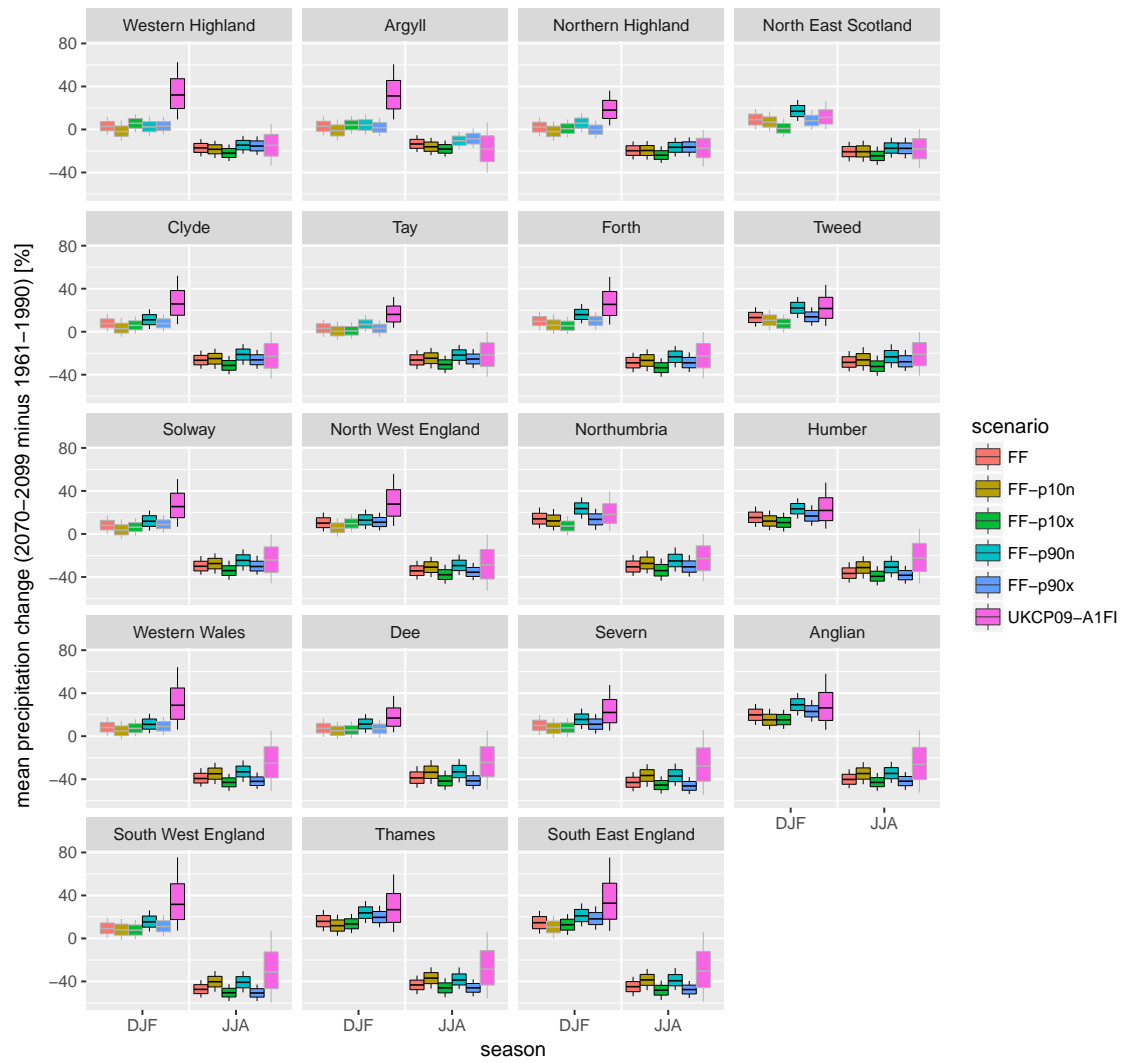 Western Highland
Argyll
Northern Highland
North East Scotland
80
40
0
−40
Clyde
Tay
Forth
Tweed
80
40
0
−40
Solway
North West England
Northumbria
Humber
80
40
0
−40
Western Wales
Dee
Severn
Anglian
80
40
0
−40
DJF
JJA
South West England
Thames
South East England
80
40
0
−40
DJF
JJA
DJF
JJA
DJF
JJA
season
mean precipitation change (2070−2099 minus 1961−1990) [%]
scenario
FF
FF−p10n
FF−p10x
FF−p90n
FF−p90x
UKCP09−A1FI